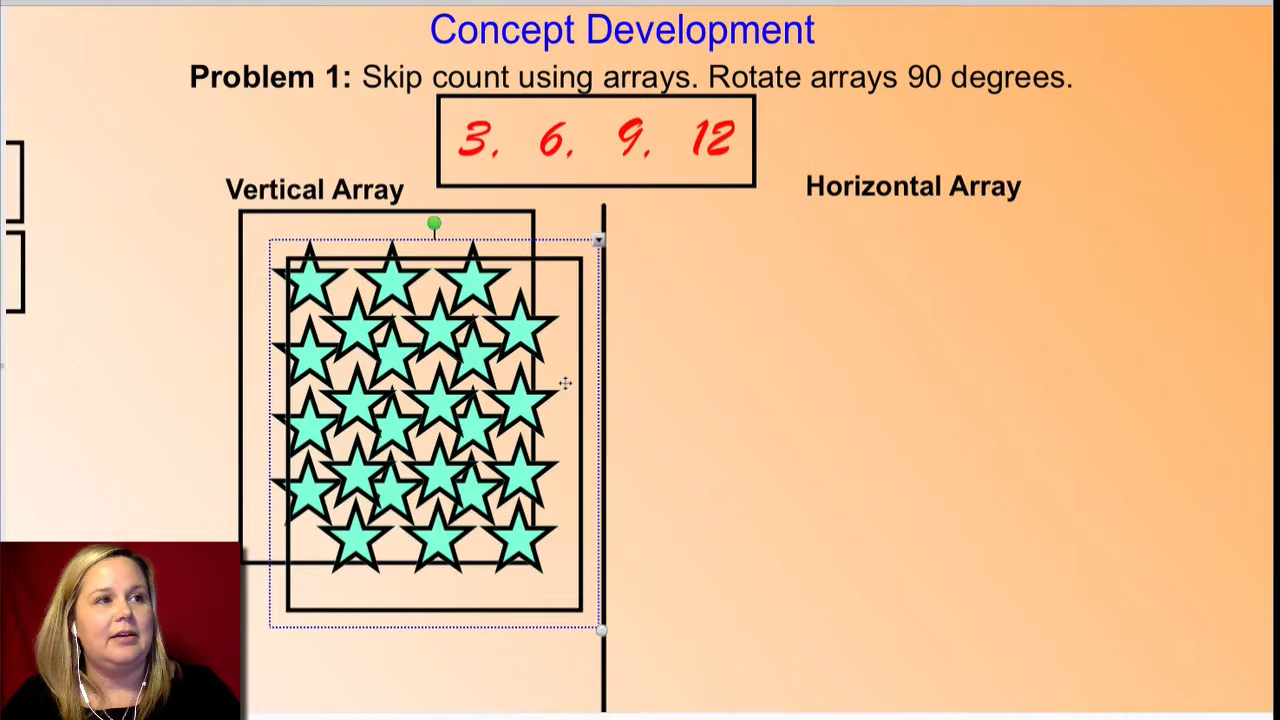 Concept Development
Problem 1: Skip count using arrays. Rotate arrays 90 degrees.
3, 6, 9, 12
Vertical Array
Horizontal Array